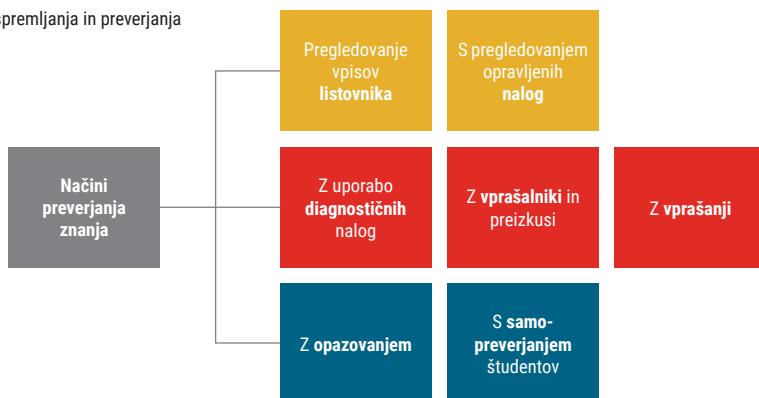 spremljanja in preverjanja
Pregledovanje
vpisov
listovnika
S pregledovanjem
opravljenih
nalog
Načini
preverjanja
znanja
Z uporabo
diagnostičnih
nalog
Z vprašalniki in
preizkusi
Z vprašanji
Z opazovanjem
S samo-
preverjanjem
študentov